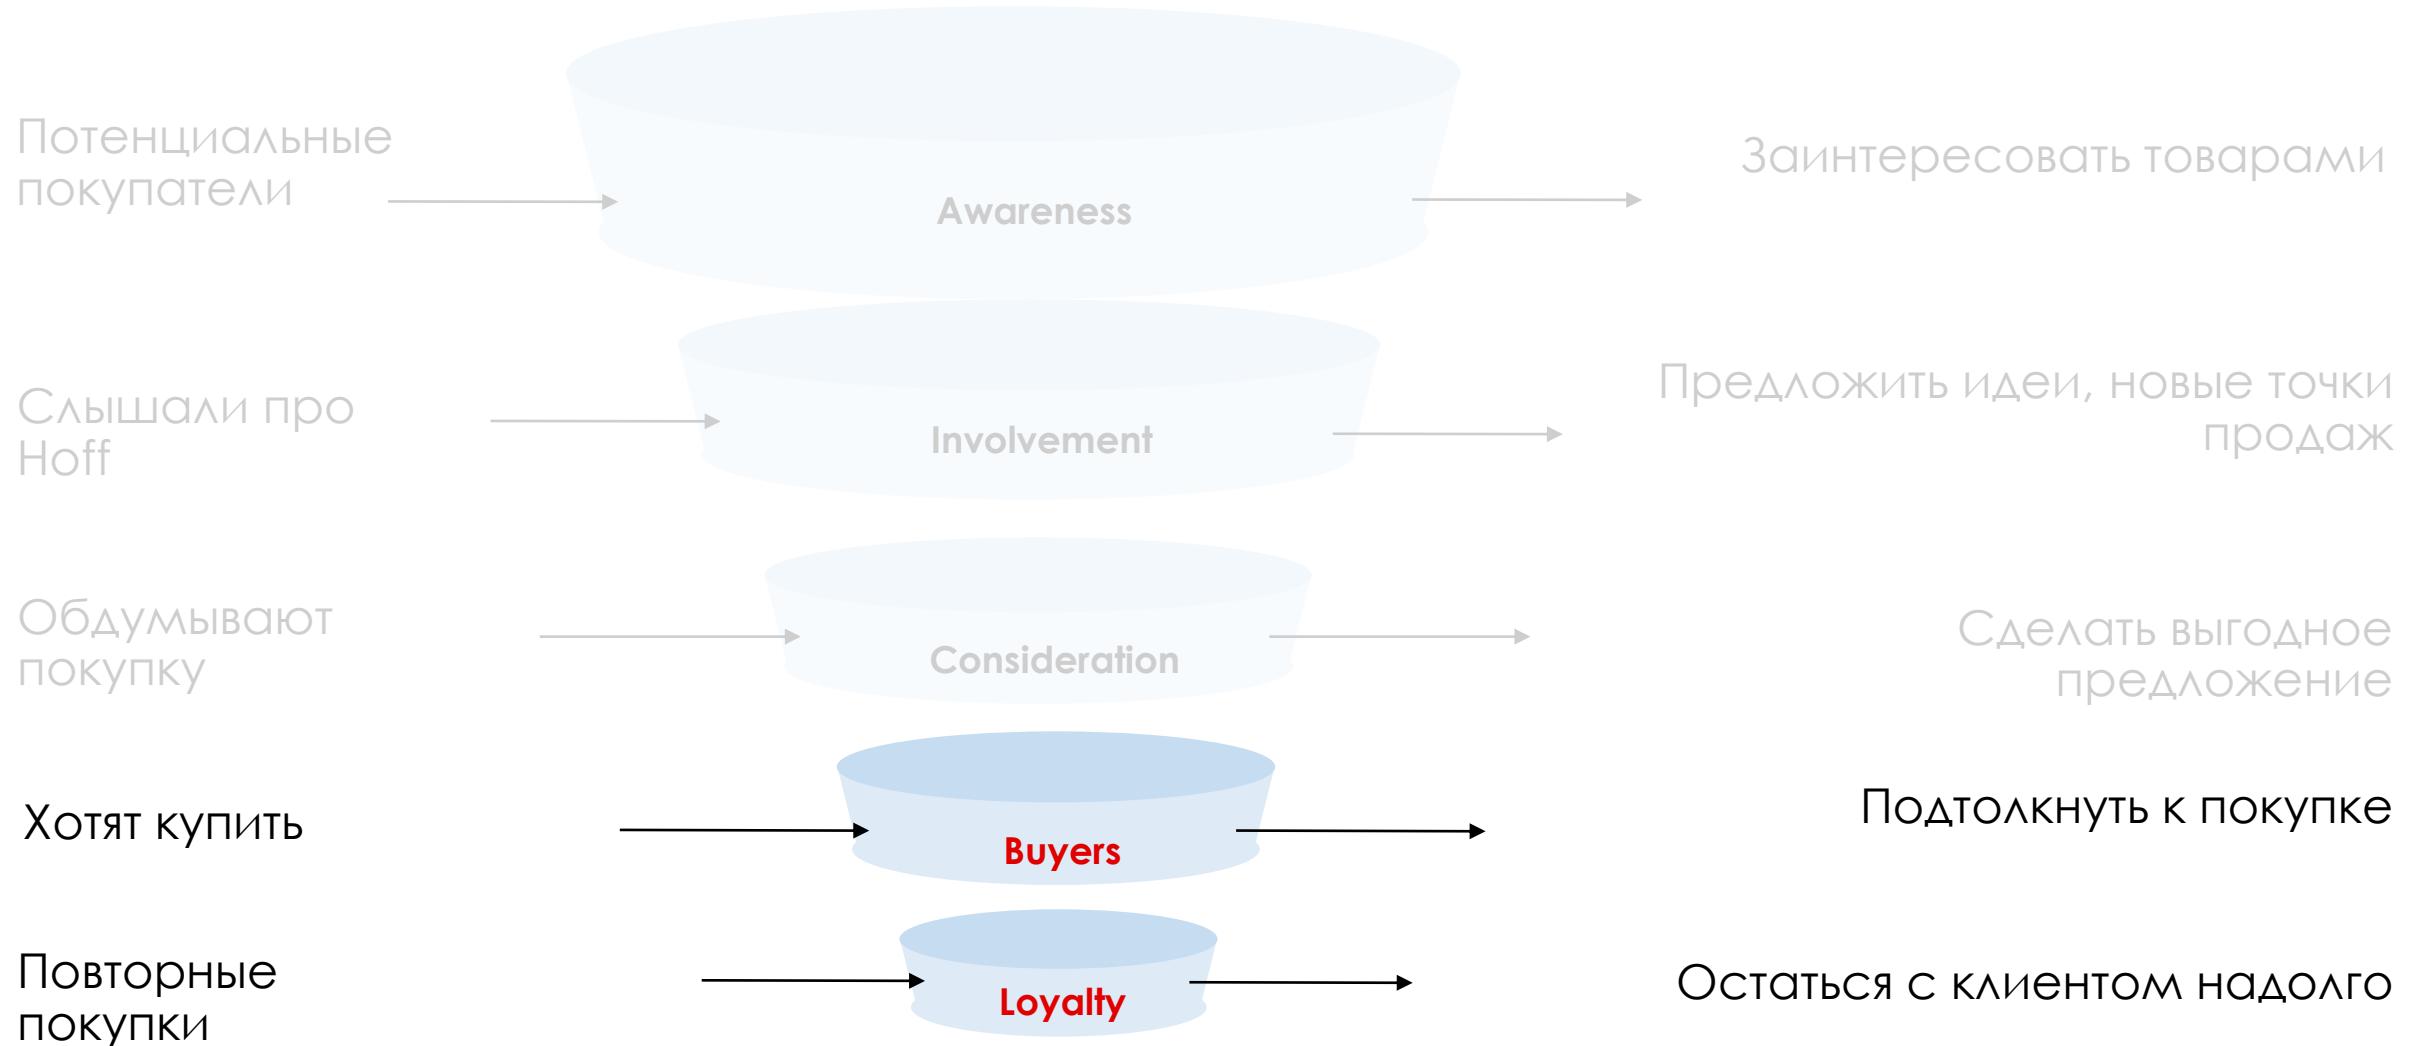 Потенциальные
покупатели
Awareness
Заинтересовать товарами
Слышали про
Hoff
Involvement
Предложить идеи, новые точки
продаж
Обдумывают
покупку
Consideration
Сделать выгодное
предложение
Хотят купить
Buyers
Подтолкнуть к покупке
Повторные
покупки
Loyalty
Остаться с клиентом надолго